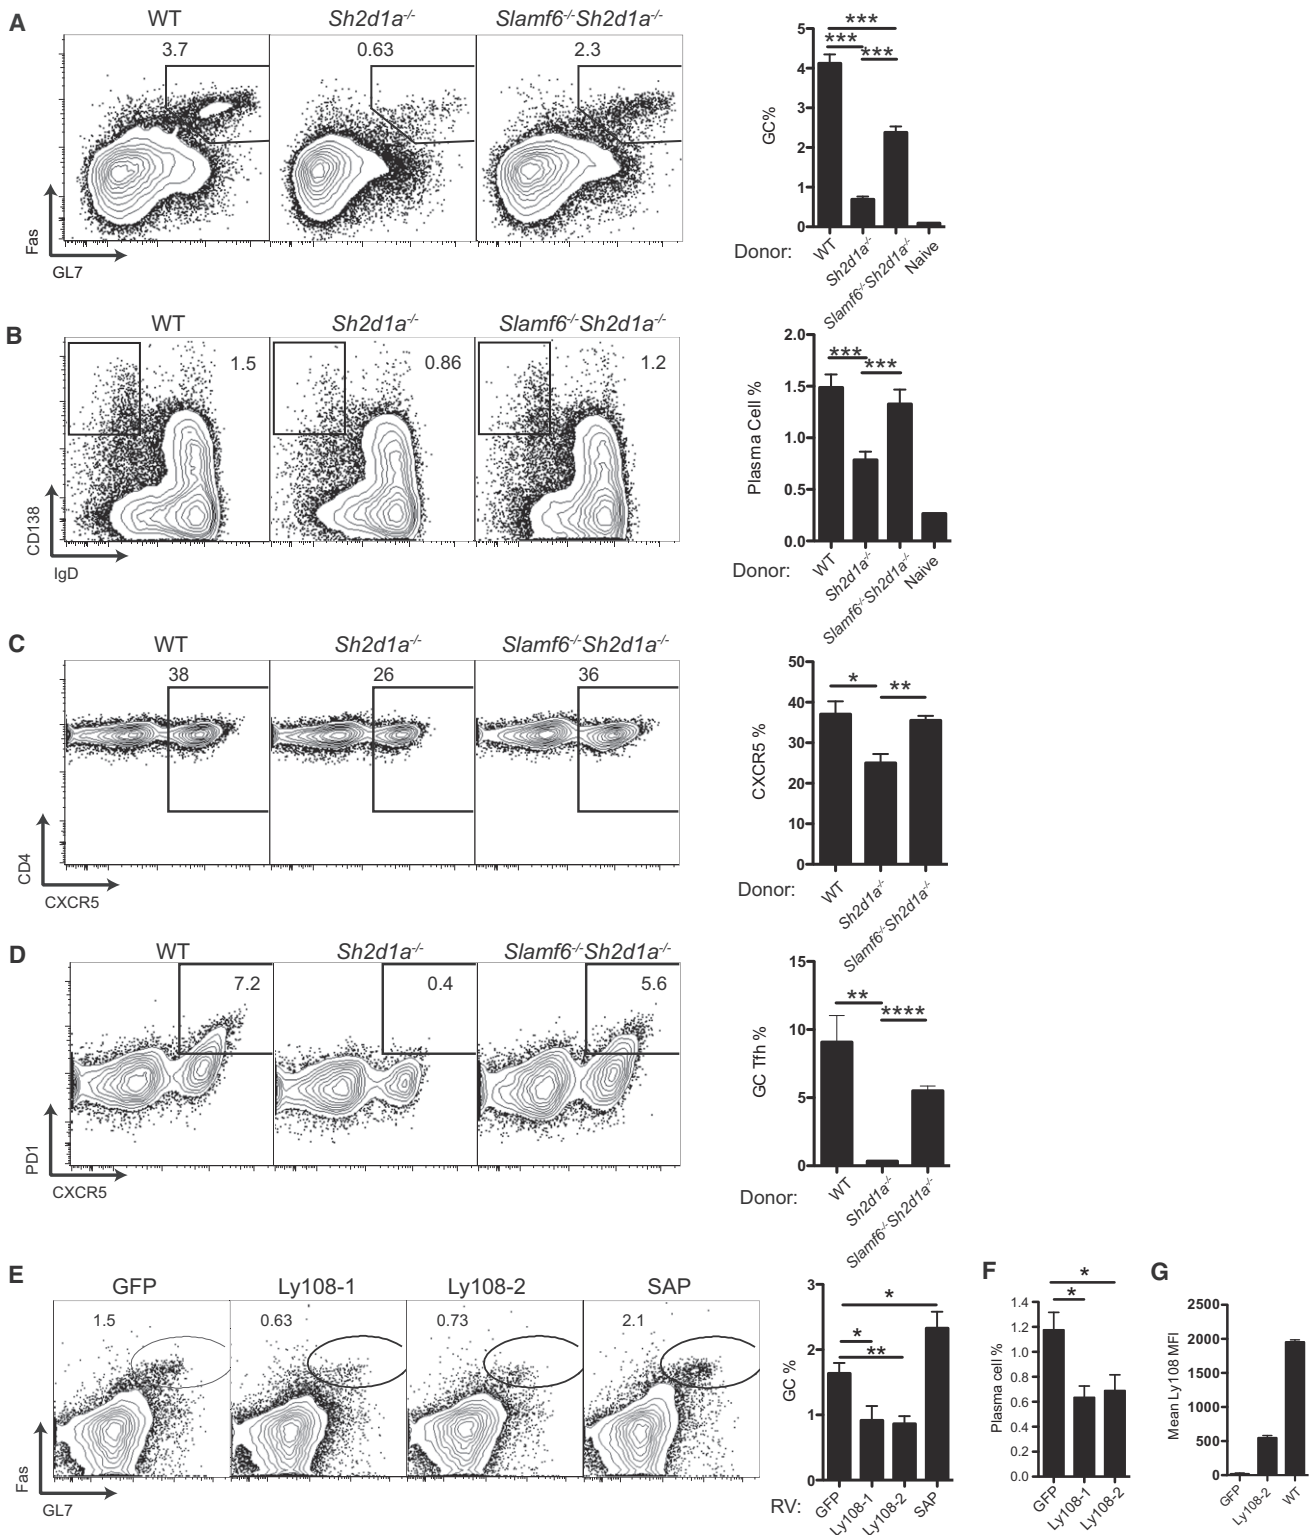 A
WT
Sh2d1a-/-
Slamf6-/-Sh2d1a-/-
3.7
0.63
2.3
Fas
GL7
5
4
3
2
1
0
GC%
***
***
***
Donor:
WT
Sh2d1a-/-
Slamf6-/-Sh2d1a-/-
Naive
B
WT
Sh2d1a-/-
Slamf6-/-Sh2d1a-/-
1.5
0.86
1.2
CD138
IgD
2.0
1.5
1.0
0.5
0.0
Plasma Cell %
***
***
Donor:
WT
Sh2d1a-/-
Slamf6-/-Sh2d1a-/-
Naive
C
WT
Sh2d1a-/-
Slamf6-/-Sh2d1a-/-
38
26
36
CD4
CXCR5
50
40
30
20
10
0
CXCR5 %
*
**
Donor:
WT
Sh2d1a-/-
Slamf6-/-Sh2d1a-/-
D
WT
Sh2d1a-/-
Slamf6-/-Sh2d1a-/-
7.2
0.4
5.6
PD1
CXCR5
15
10
5
0
GC Tfh %
**
****
Donor:
WT
Sh2d1a-/-
Slamf6-/-Sh2d1a-/-
E
GFP
Ly108-1
Ly108-2
SAP
1.5
0.63
0.73
2.1
Fas
GL7
3
2
1
0
GC %
*
*
**
RV:
GFP
Ly108-1
Ly108-2
SAP
F
1.4
1.2
1.0
0.8
0.6
0.4
0.2
0.0
Plasma cell %
*
*
GFP
Ly108-1
Ly108-2
G
2500
2000
1500
1000
500
0
Mean Ly108 MFI
GFP
Ly108-2
WT